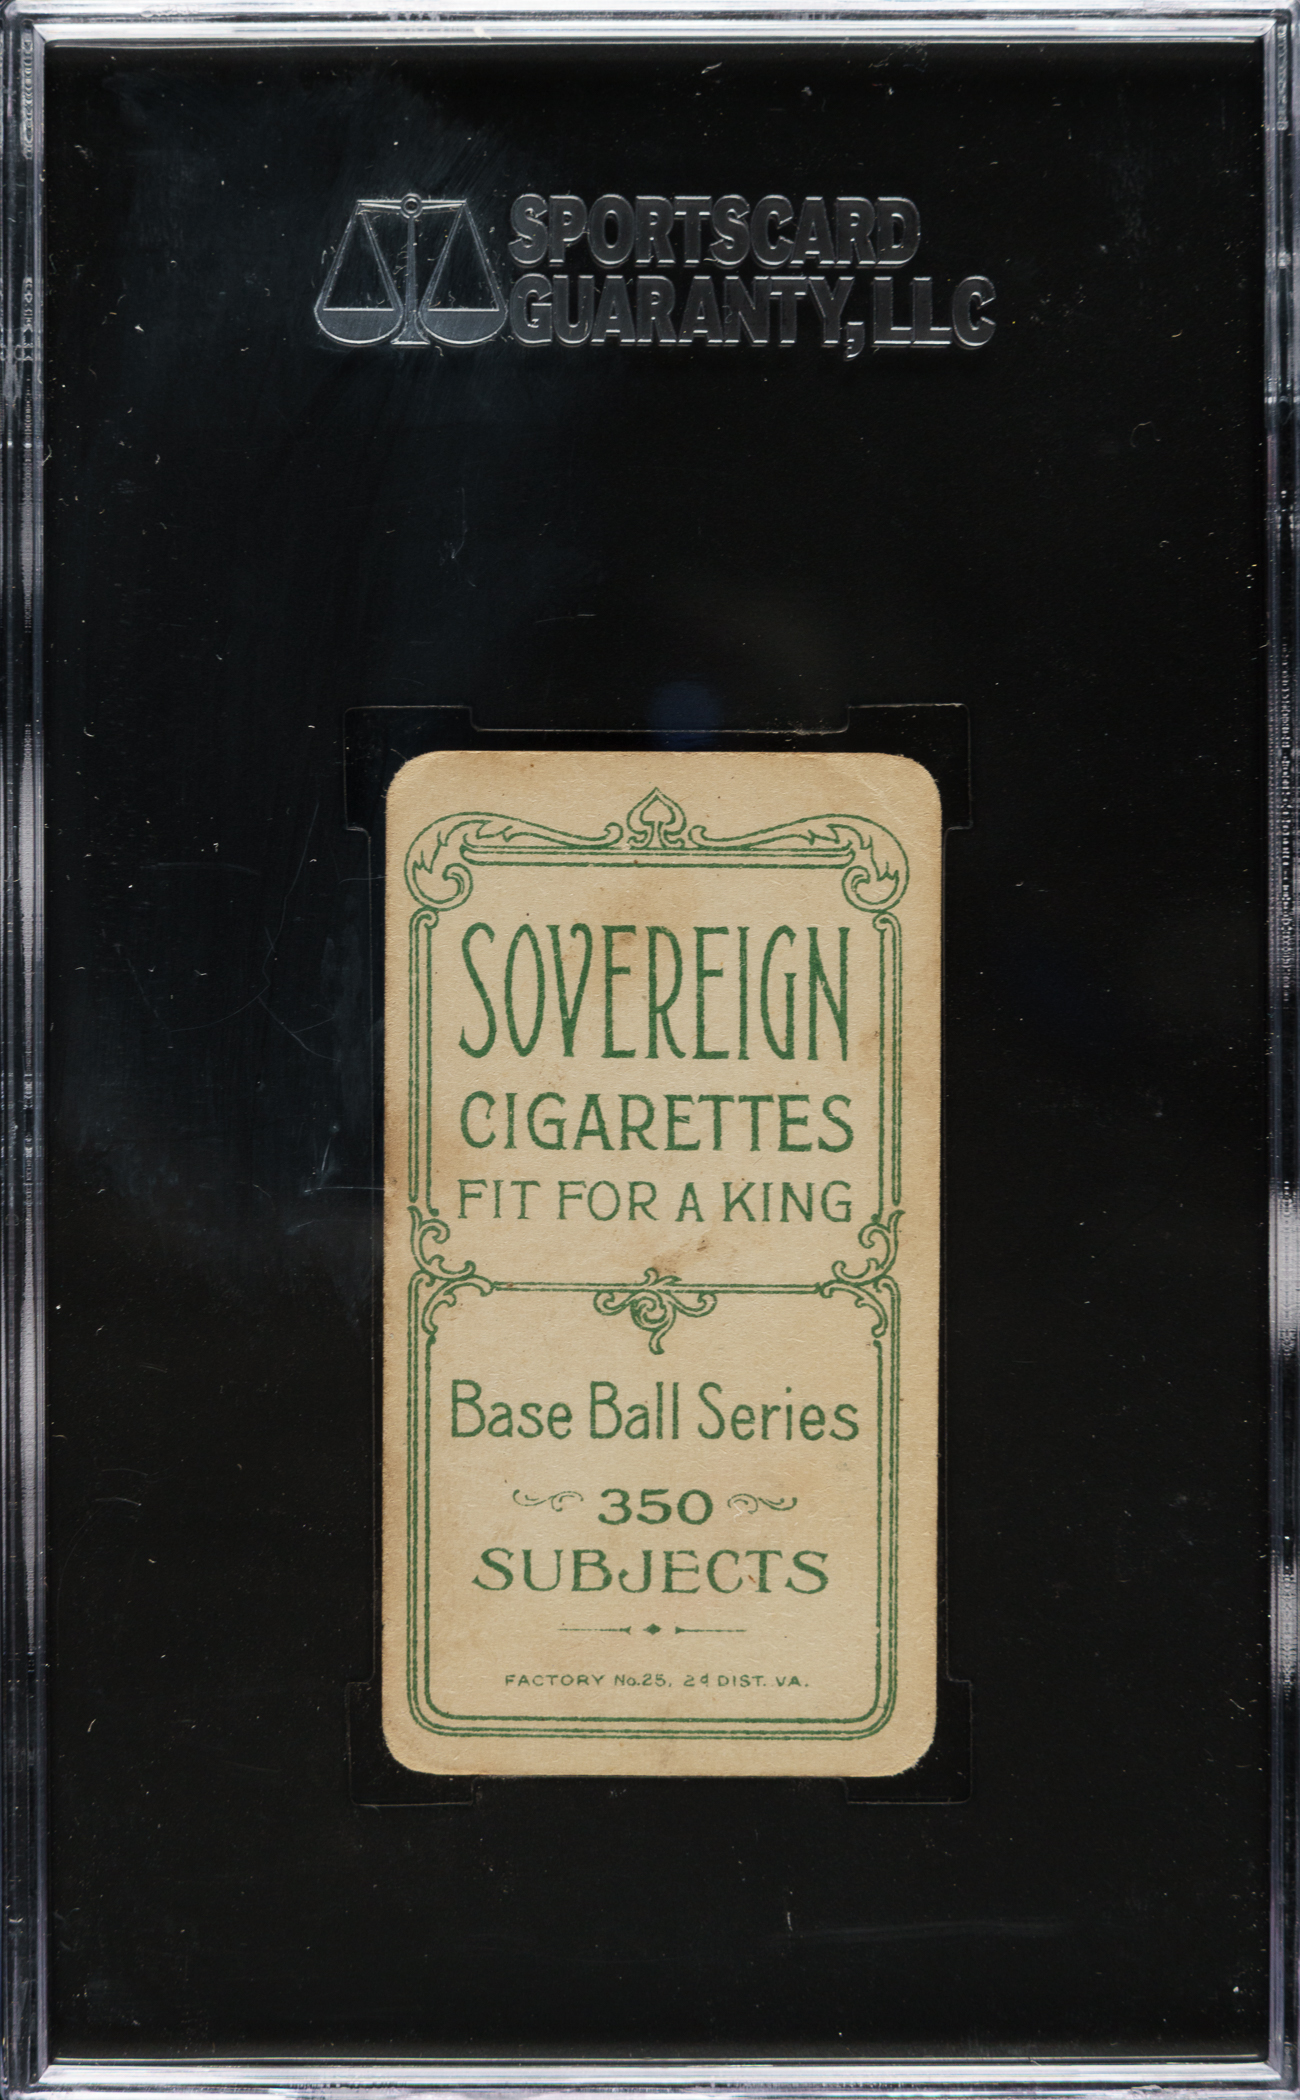 SPORTSCARD
GUARANTY, LLC
SOVEREIGN
CIGARETTES
FIT FOR A KING
Base Ball Series
350
SUBJECTS
FACTORY No. 25, 2d DIST. VA.